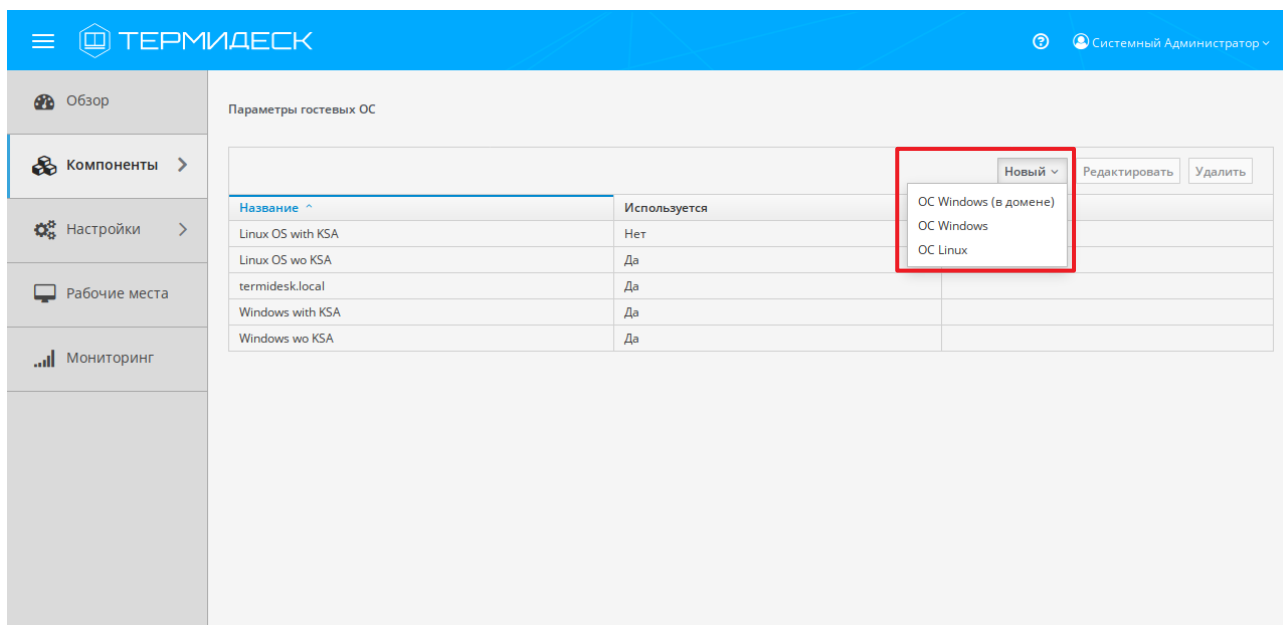 ТЕРМИДЕСК
Системный Администратор
Обзор
Параметры гостевых ОС
Компоненты
Новый
Редактировать
Удалить
ОС Windows (в домене)
ОС Windows
ОС Linux
Название
Используется
Настройки
Linux OS with KSA
Нет
Linux OS wo KSA
Да
termidesk.local
Да
Рабочие места
Windows with KSA
Да
Windows wo KSA
Да
Мониторинг